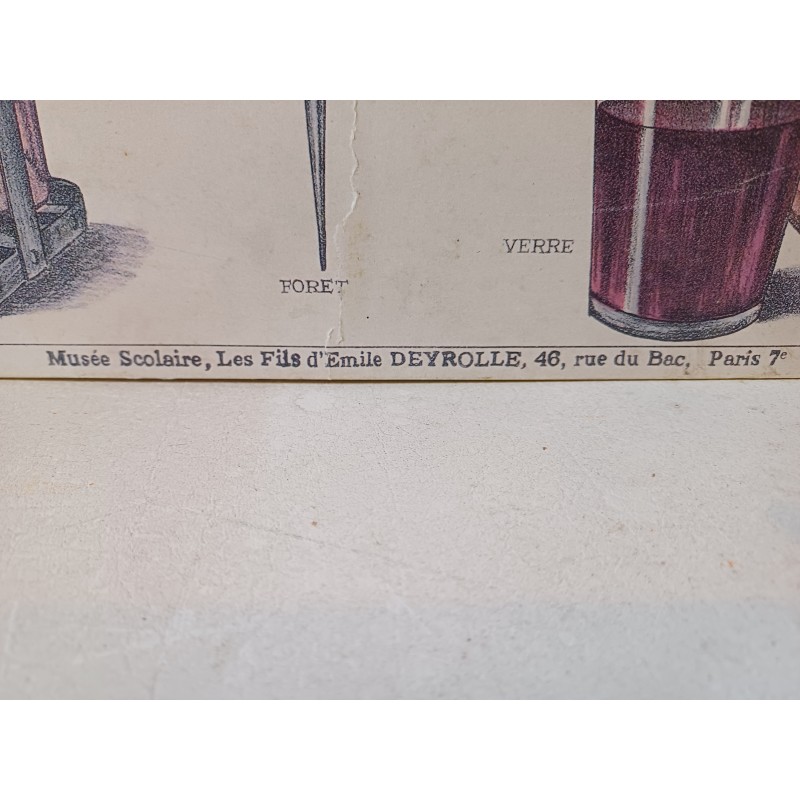 VERRE
FORET
Musée Scolaire, Les Fils d'Emile DEYROLLE, 46, rue du Bac, Paris 7e